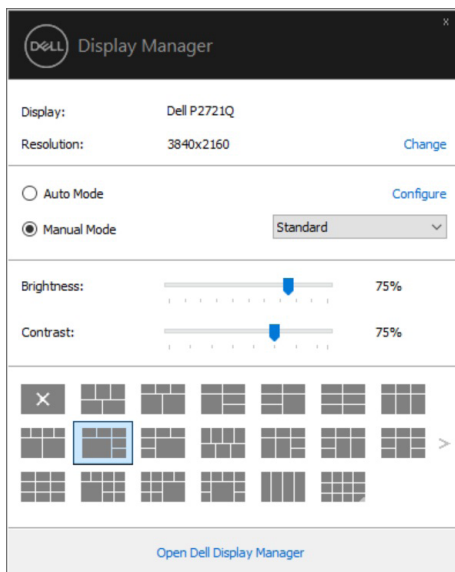 x
DELL Display Manager
Display: Dell P2721Q
Resolution: 3840x2160 Change
Auto Mode Configure
Manual Mode Standard
Brightness: 75%
Contrast: 75%
>
Open Dell Display Manager